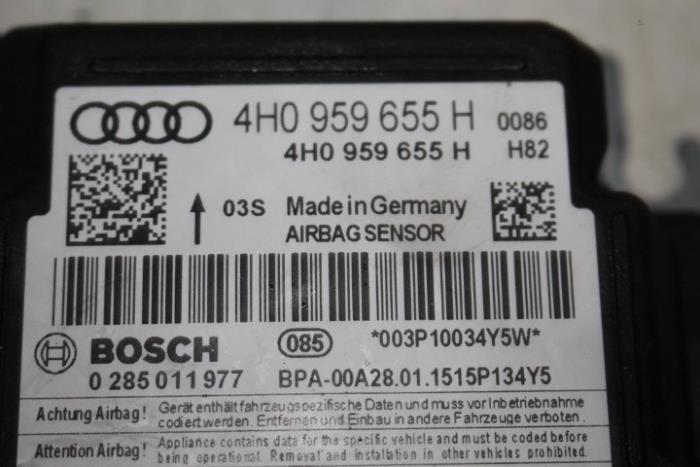 4H0 959 655 H 0086
4H0 959 655 H H82
03S Made in Germany
AIRBAG SENSOR
BOSCH 085 *003P10034Y5W*
0 285 011 977 BPA-00A28.01.1515P134Y5
Achtung Airbag! Gerät enthält fahrzeugspezifische Daten und muss vor Inbetriebnahme
codiert werden. Entfernen und Einbau in andere Fahrzeuge verboten.
Attention Airbag! Appliance contains data for the specific vehicle and must be coded before
being operational. Removal and installation in other vehicles prohibited.